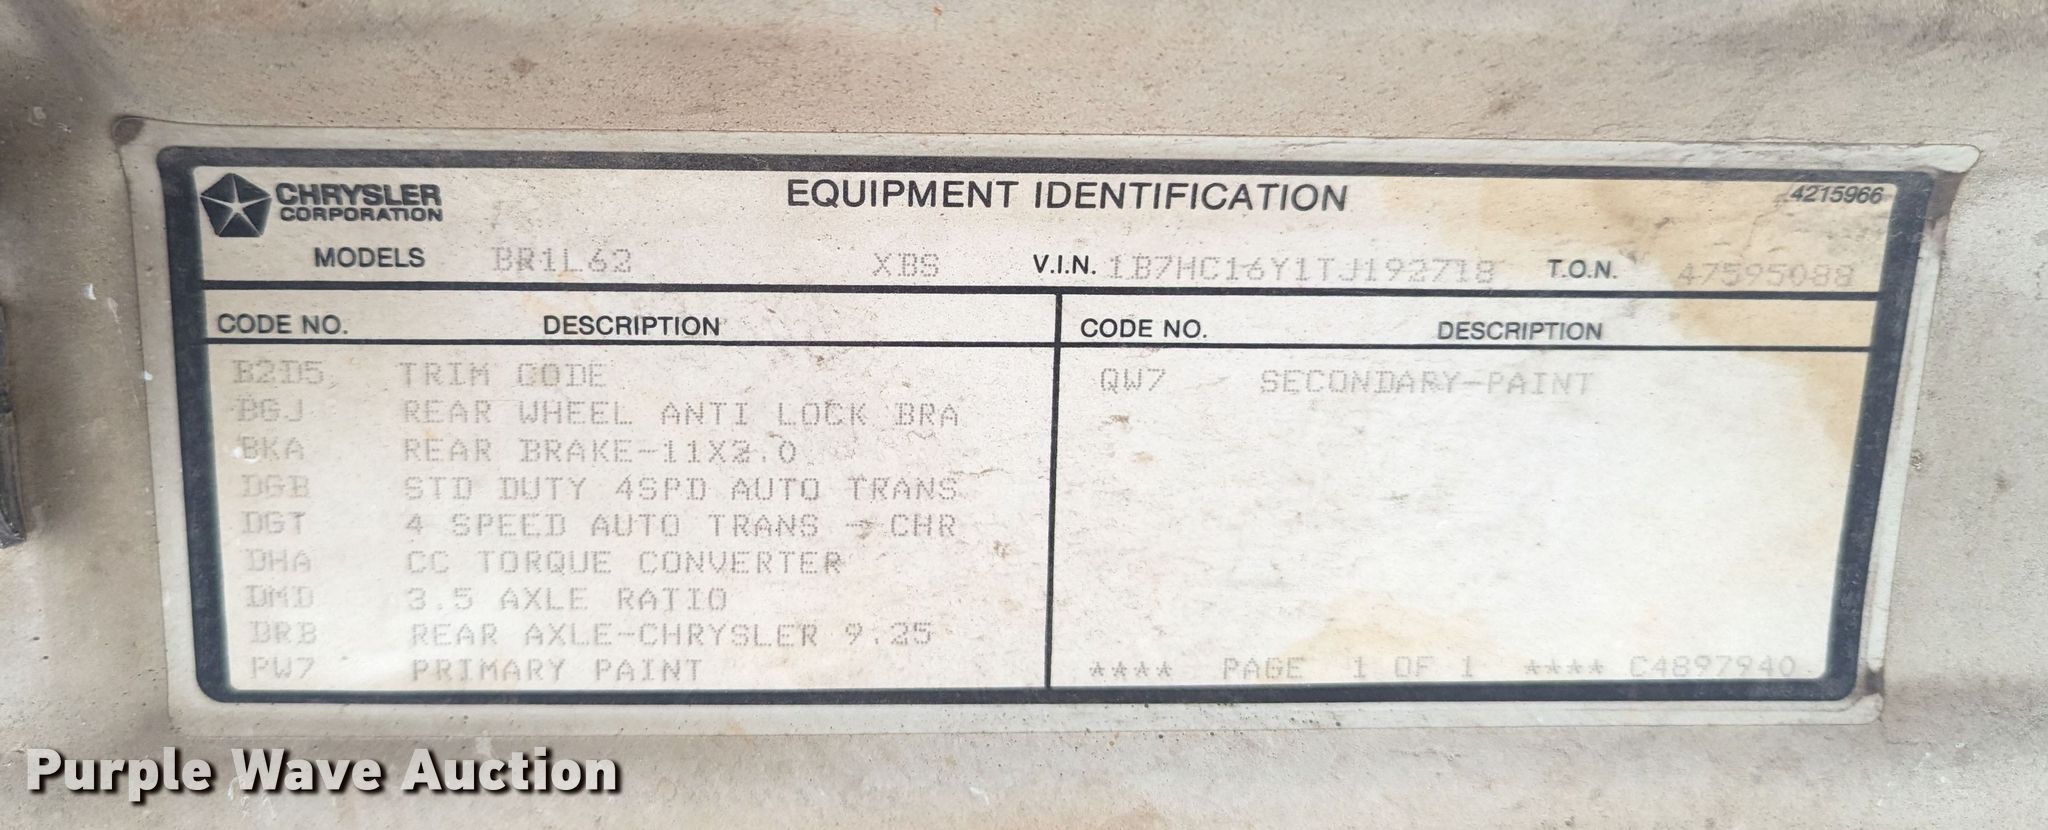 CHRYSLER
CORPORATION
EQUIPMENT IDENTIFICATION
4215966
MODELS BR1L62 XBS V.I.N. 1B7HC16Y1TJ192718 T.O.N. 47595088
CODE NO. DESCRIPTION CODE NO. DESCRIPTION
B2D5 TRIM CODE QW7 SECONDARY-PAINT
BGJ REAR WHEEL ANTI LOCK BRA
BKA REAR BRAKE-11X2.0
DGB STD DUTY 4SPD AUTO TRANS
DGT 4 SPEED AUTO TRANS - CHR
DHA CC TORQUE CONVERTER
DMD 3.5 AXLE RATIO
DRB REAR AXLE-CHRYSLER 9.25
PW7 PRIMARY PAINT **** PAGE 1 OF 1 **** C4897940
Purple Wave Auction